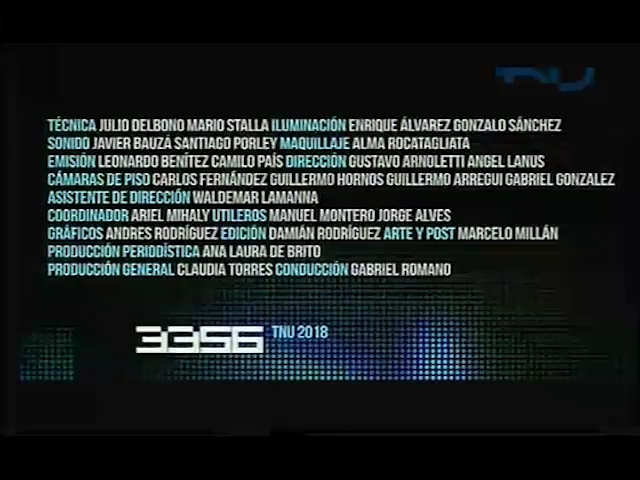 TNU
TÉCNICA JULIO DELBONO MARIO STALLA ILUMINACIÓN ENRIQUE ÁLVAREZ GONZALO SÁNCHEZ
SONIDO JAVIER BAUZÁ SANTIAGO PORLEY MAQUILLAJE ALMA ROCATAGLIATA
EMISIÓN LEONARDO BENÍTEZ CAMILO PAÍS DIRECCIÓN GUSTAVO ARNOLETTI ANGEL LANUS
CÁMARAS DE PISO CARLOS FERNÁNDEZ GUILLERMO HORNOS GUILLERMO ARREGUI GABRIEL GONZALEZ
ASISTENTE DE DIRECCIÓN WALDEMAR LAMANNA
COORDINADOR ARIEL MIHALY UTILEROS MANUEL MONTERO JORGE ALVES
GRÁFICOS ANDRES RODRÍGUEZ EDICIÓN DAMIÁN RODRÍGUEZ ARTE Y POST MARCELO MILLÁN
PRODUCCIÓN PERIODÍSTICA ANA LAURA DE BRITO
PRODUCCIÓN GENERAL CLAUDIA TORRES CONDUCCIÓN GABRIEL ROMANO
3356 TNU 2018